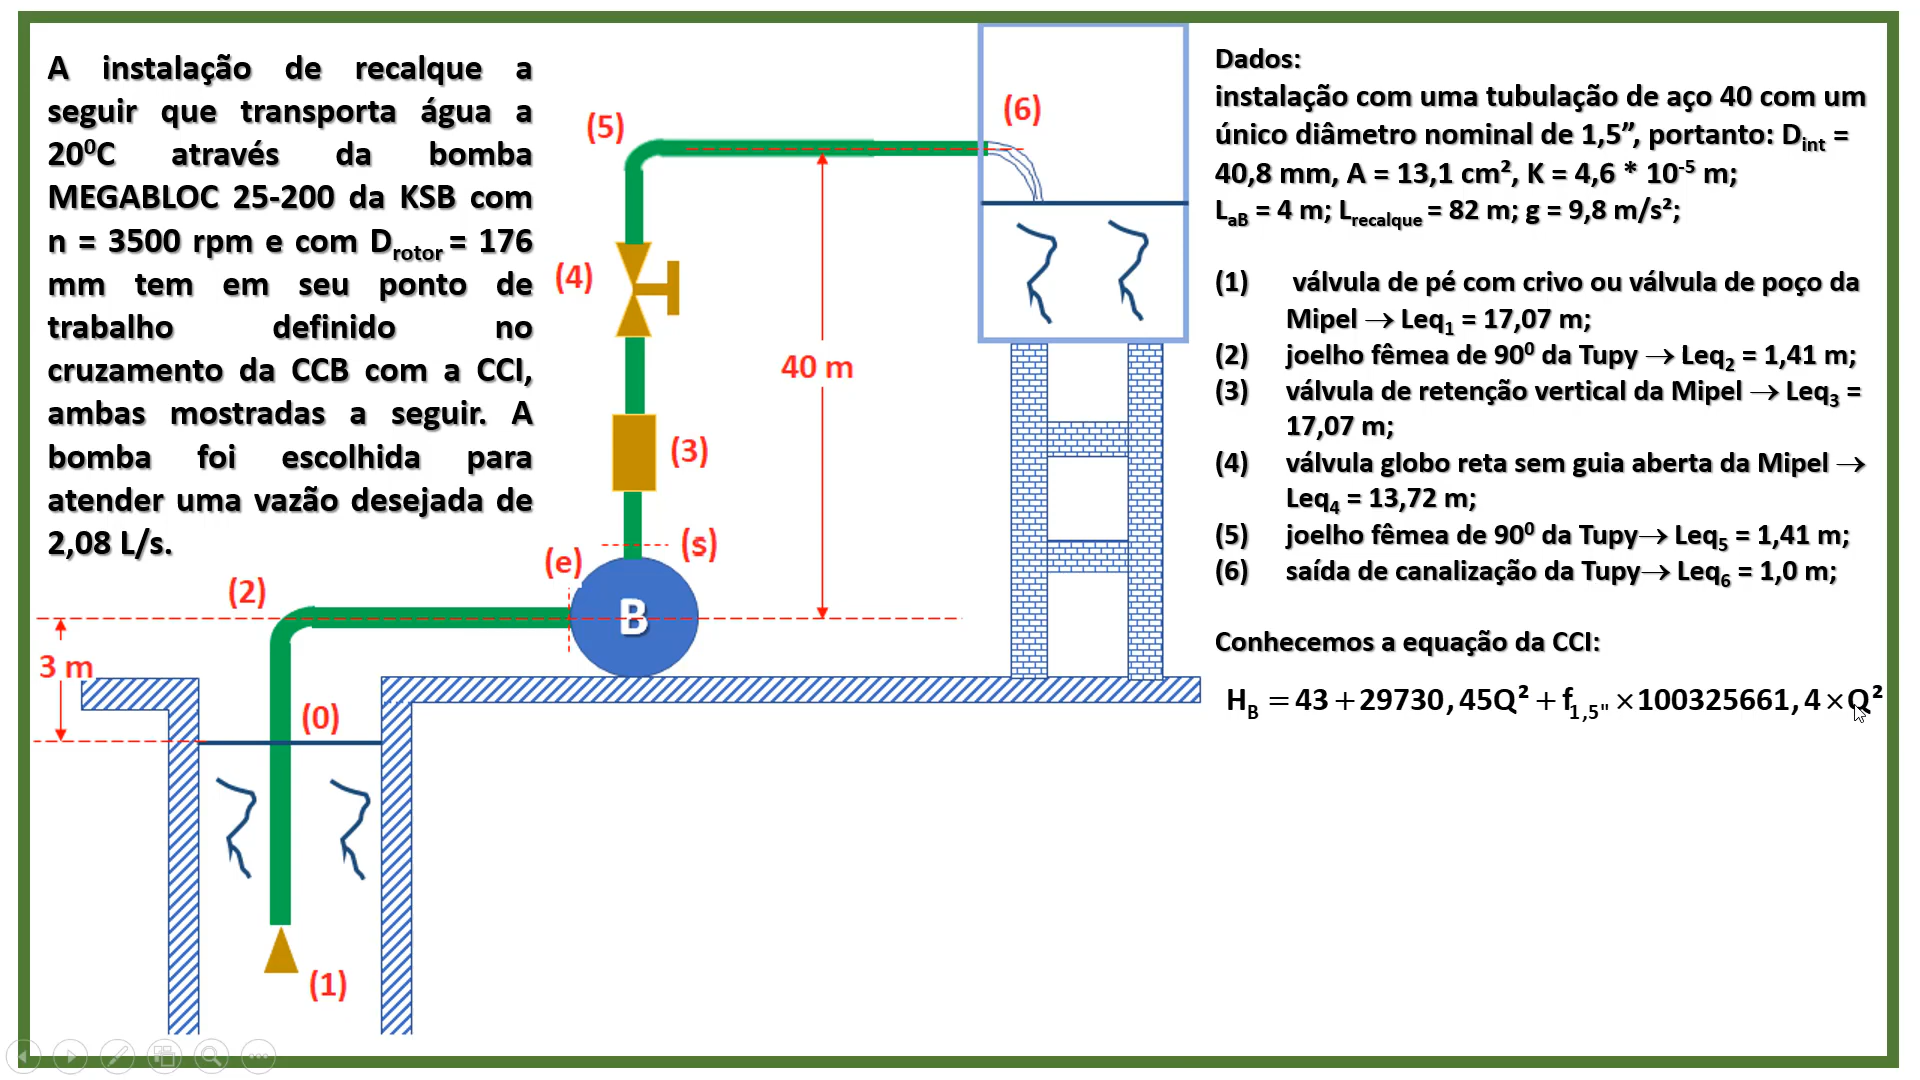 A instalação de recalque a
seguir que transporta água a
20⁰C através da bomba
MEGABLOC 25-200 da KSB com
n = 3500 rpm e com Drotor = 176
mm tem em seu ponto de
trabalho definido no
cruzamento da CCB com a CCI,
ambas mostradas a seguir. A
bomba foi escolhida para
atender uma vazão desejada de
2,08 L/s.
(5)
(6)
(4)
40 m
(3)
(s)
(e)
(2)
B
3 m
(0)
(1)
Dados:
instalação com uma tubulação de aço 40 com um
único diâmetro nominal de 1,5”, portanto: Dint =
40,8 mm, A = 13,1 cm², K = 4,6 * 10⁻⁵ m;
LaB = 4 m; Lrecalque = 82 m; g = 9,8 m/s²;
(1) válvula de pé com crivo ou válvula de poço da
Mipel → Leq₁ = 17,07 m;
(2) joelho fêmea de 90⁰ da Tupy → Leq₂ = 1,41 m;
(3) válvula de retenção vertical da Mipel → Leq₃ =
17,07 m;
(4) válvula globo reta sem guia aberta da Mipel →
Leq₄ = 13,72 m;
(5) joelho fêmea de 90⁰ da Tupy→ Leq₅ = 1,41 m;
(6) saída de canalização da Tupy→ Leq₆ = 1,0 m;
Conhecemos a equação da CCI:
HB = 43 + 29730,45Q² + f1,5" × 100325661,4 × Q²